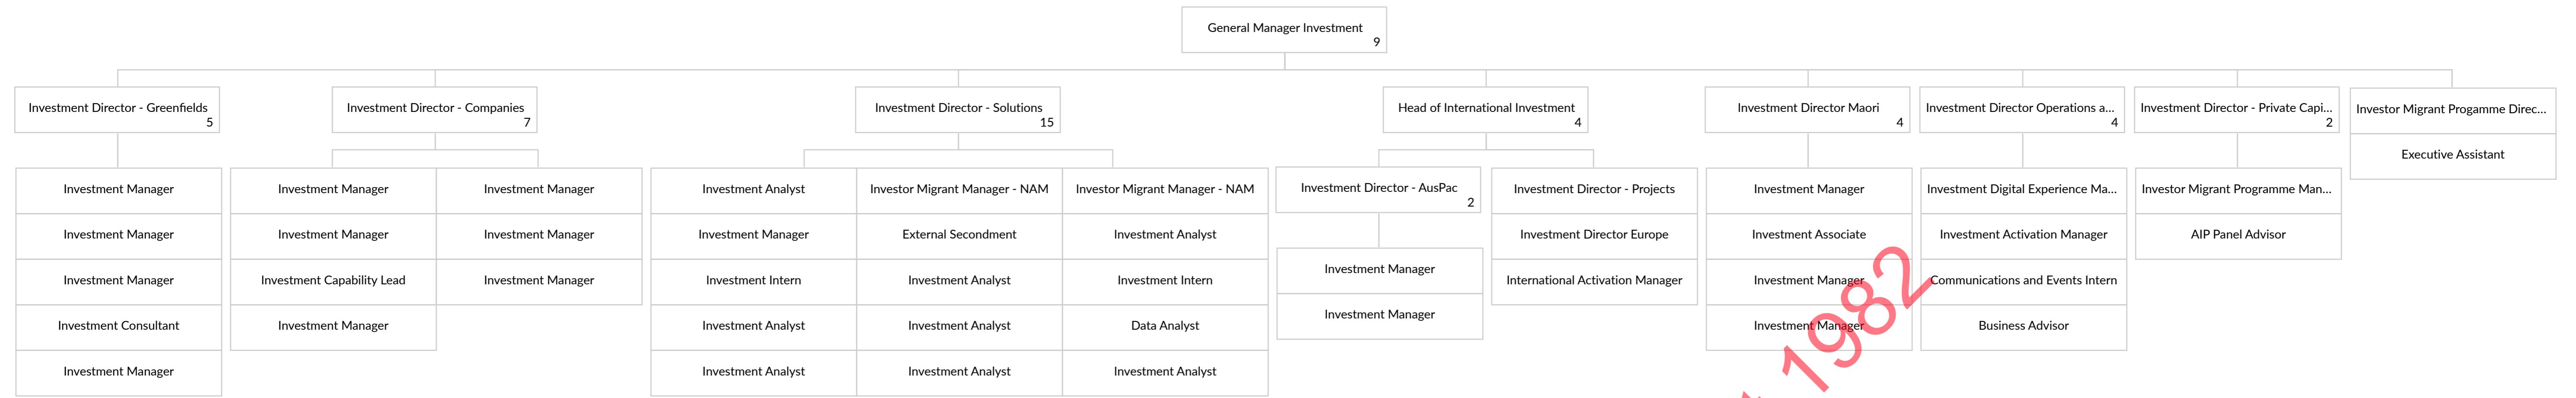 General Manager Investment
9
Investment Director - Greenfields
5
Investment Director - Companies
7
Investment Director - Solutions
15
Head of International Investment
4
Investment Director Maori
4
Investment Director Operations a...
4
Investment Director - Private Capi...
2
Investor Migrant Progamme Direc...
Executive Assistant
Investment Manager
Investment Manager
Investment Manager
Investment Consultant
Investment Manager
Investment Manager
Investment Manager
Investment Capability Lead
Investment Manager
Investment Manager
Investment Manager
Investment Manager
Investment Analyst
Investment Manager
Investment Intern
Investment Analyst
Investment Analyst
Investor Migrant Manager - NAM
External Secondment
Investment Analyst
Investment Analyst
Investment Analyst
Investor Migrant Manager - NAM
Investment Analyst
Investment Intern
Data Analyst
Investment Analyst
Investment Director - AusPac
2
Investment Manager
Investment Manager
Investment Director - Projects
Investment Director Europe
International Activation Manager
Investment Manager
Investment Associate
Investment Manager
Investment Manager
Investment Digital Experience Ma...
Investment Activation Manager
Communications and Events Intern
Business Advisor
Investor Migrant Programme Man...
AIP Panel Advisor
1982